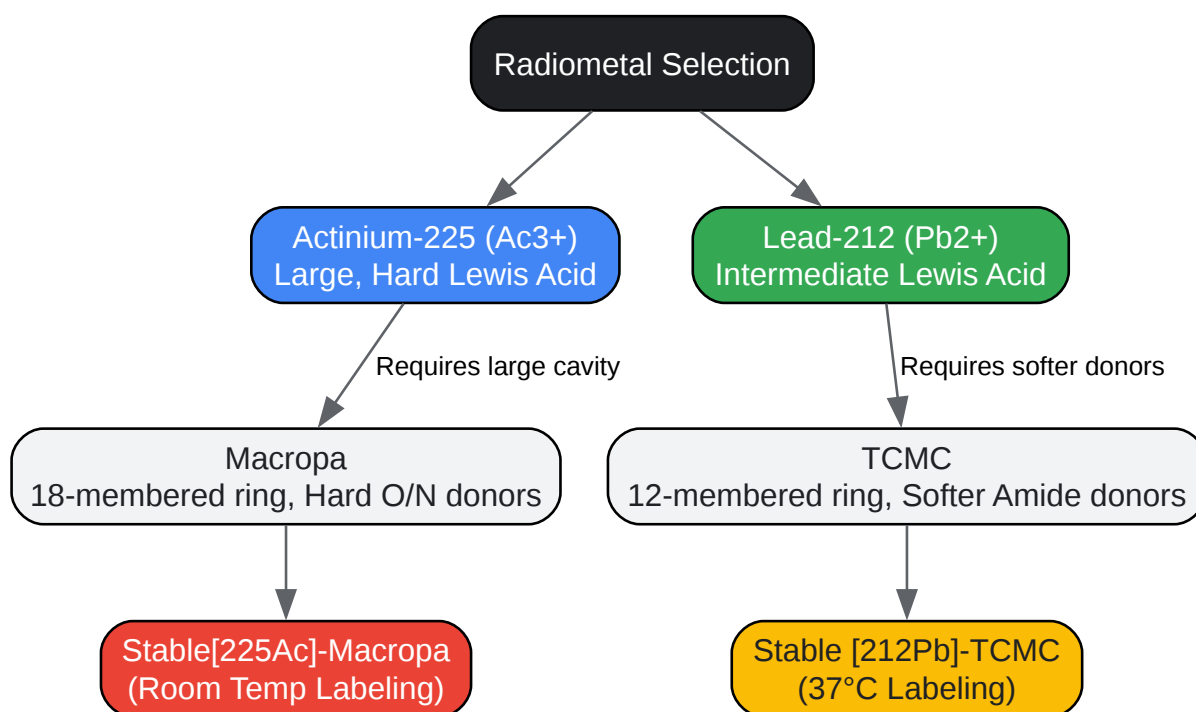 Radiometal Selection
Actinium-225 (Ac3+)
Large, Hard Lewis Acid
Lead-212 (Pb2+)
Intermediate Lewis Acid
Requires large cavity
Requires softer donors
Macropa
18-membered ring, Hard O/N donors
TCMC
12-membered ring, Softer Amide donors
Stable[225Ac]-Macropa
(Room Temp Labeling)
Stable [212Pb]-TCMC
(37°C Labeling)